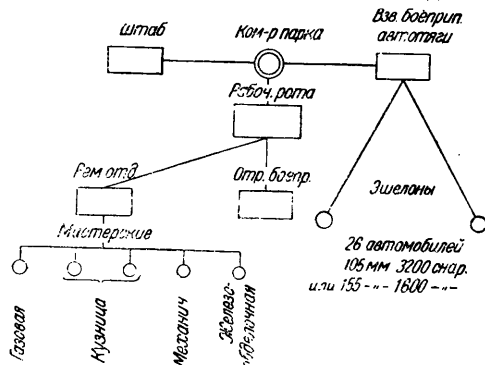 Штаб
Ком-р парка
Взв. боеприп.
автотяги
Рабоч. рота
Рем отд.
Отр. боепр.
Эшелоны
Мастерские
26 автомобилей
105 мм 3200 снар.
или 155 -"- 1600 -"-
Газовая
Кузница
Механич
Железо-
обделочная